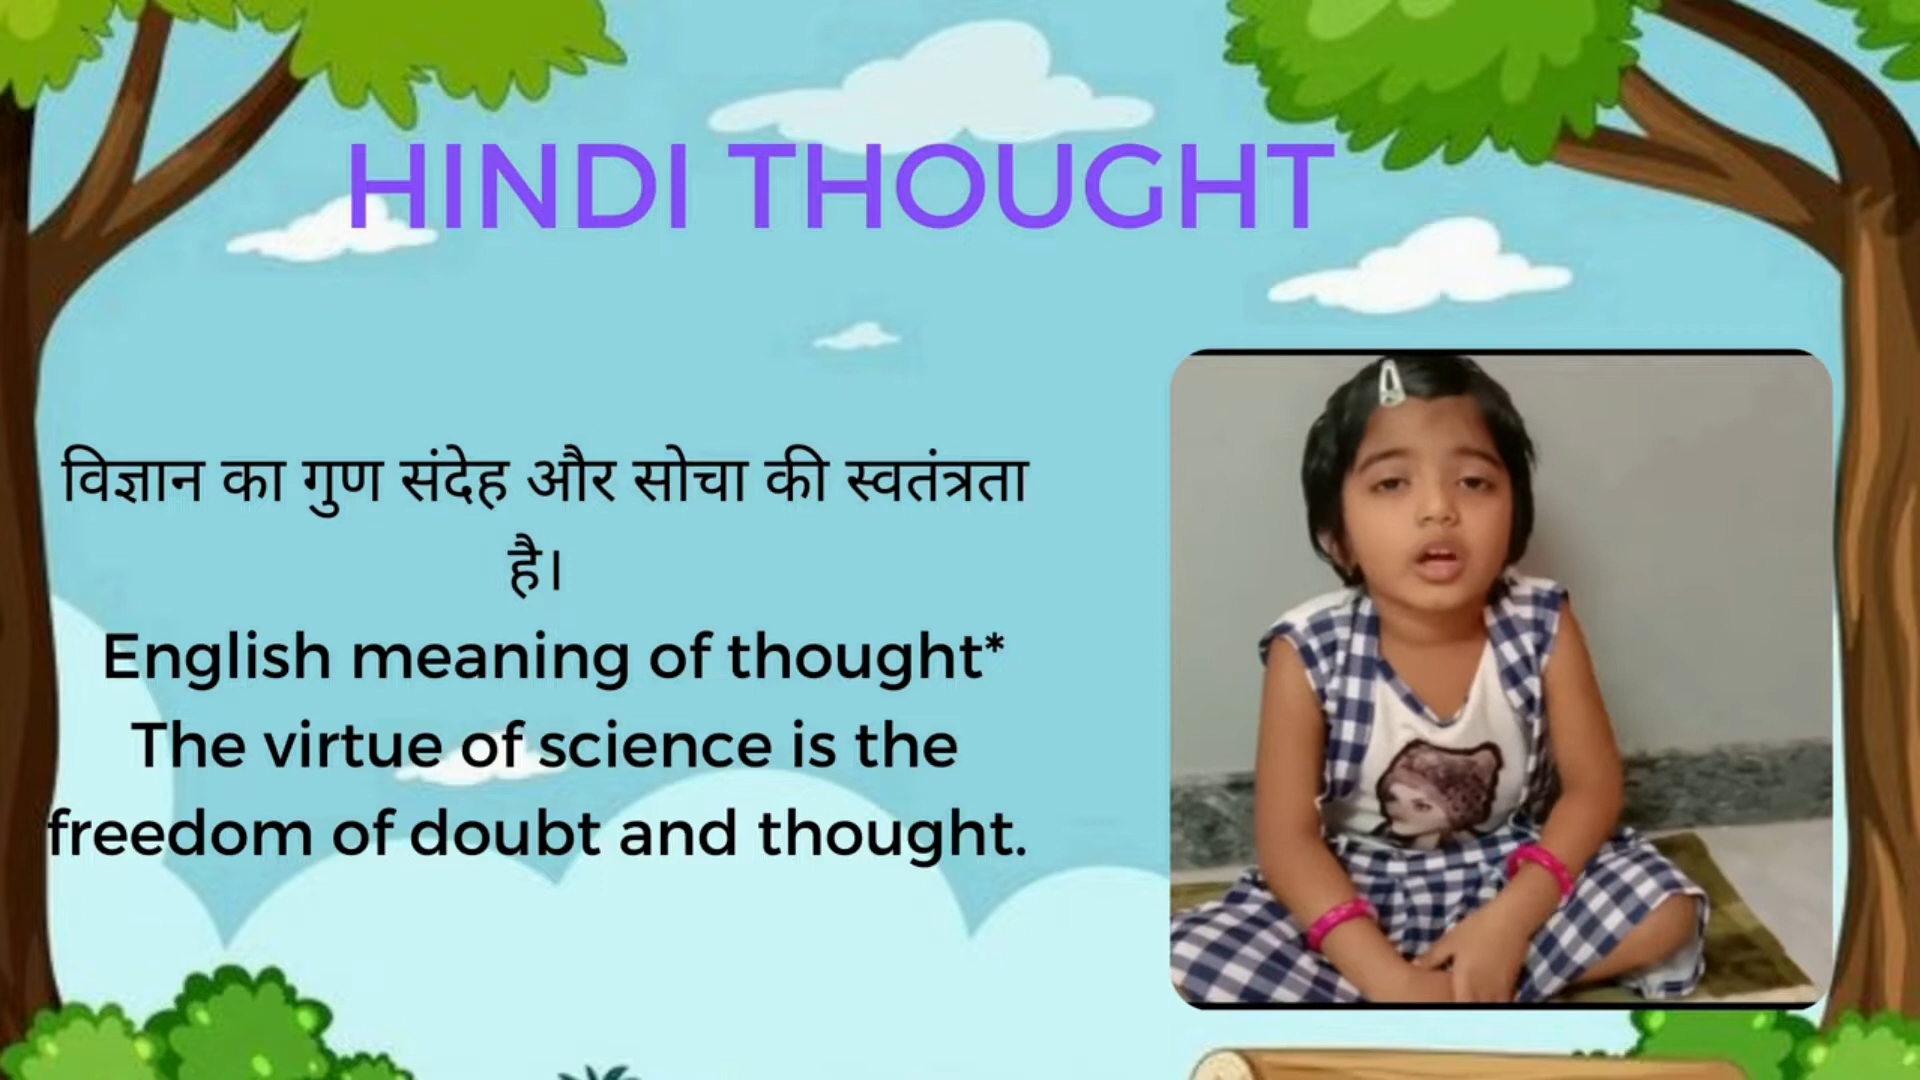 HINDI THOUGHT
विज्ञान का गुण संदेह और सोचा की स्वतंत्रता
है।
English meaning of thought*
The virtue of science is the
freedom of doubt and thought.